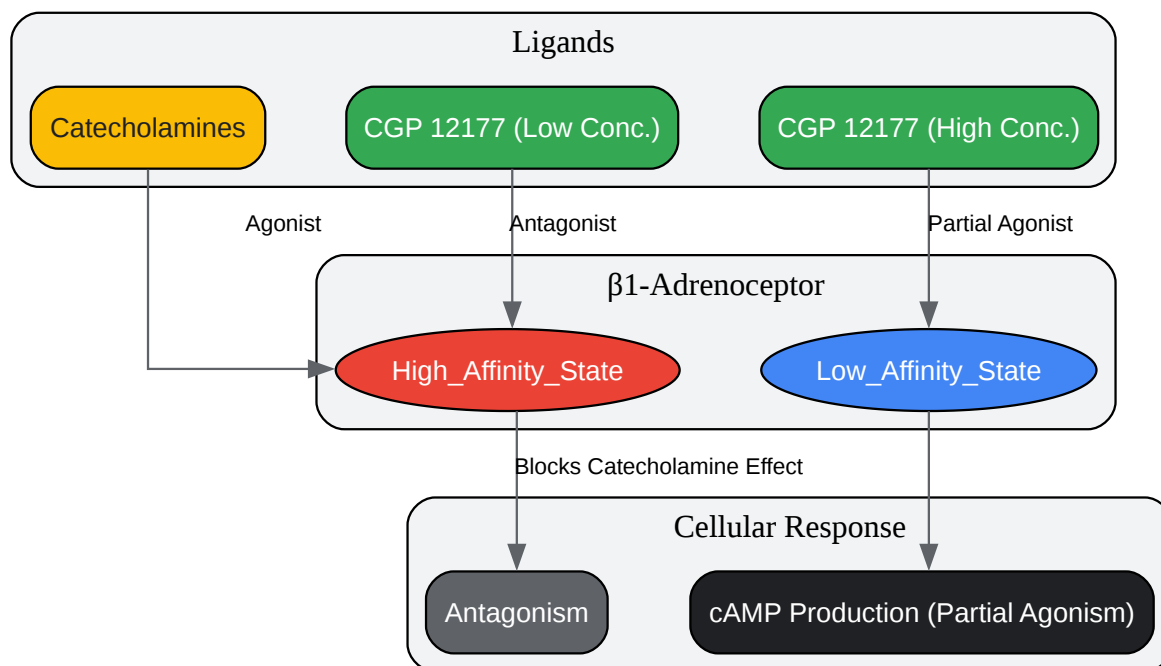 Ligands
Catecholamines
CGP 12177 (Low Conc.)
CGP 12177 (High Conc.)
Agonist
Antagonist
Partial Agonist
β1-Adrenoceptor
High_Affinity_State
Low_Affinity_State
Blocks Catecholamine Effect
Cellular Response
Antagonism
cAMP Production (Partial Agonism)